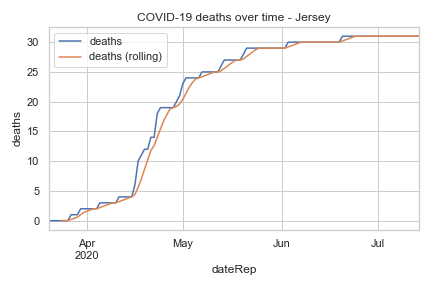 COVID-19 deaths over time - Jersey
deaths
deaths (rolling)
30
25
20
15
10
5
0
deaths
Apr
2020
May
Jun
Jul
dateRep